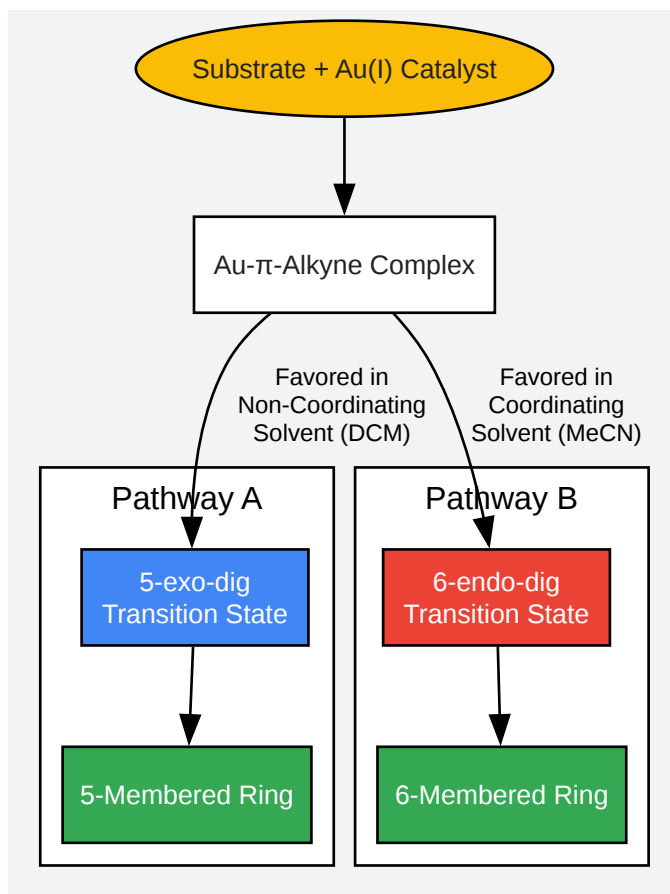 Substrate + Au(I) Catalyst
Au-π-Alkyne Complex
Favored in
Non-Coordinating
Solvent (DCM)
Favored in
Coordinating
Solvent (MeCN)
Pathway A
5-exo-dig
Transition State
5-Membered Ring
Pathway B
6-endo-dig
Transition State
6-Membered Ring